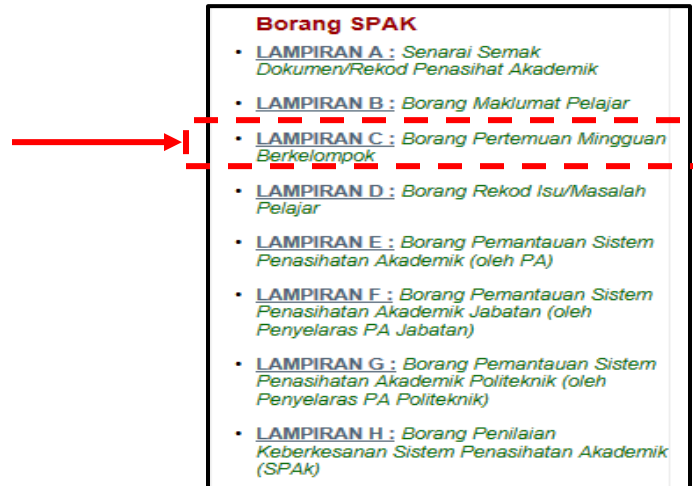 Borang SPAK
• LAMPIRAN A : Senarai Semak
Dokumen/Rekod Penasihat Akademik
• LAMPIRAN B : Borang Maklumat Pelajar
• LAMPIRAN C : Borang Pertemuan Mingguan
Berkelompok
• LAMPIRAN D : Borang Rekod Isu/Masalah
Pelajar
• LAMPIRAN E : Borang Pemantauan Sistem
Penasihatan Akademik (oleh PA)
• LAMPIRAN F : Borang Pemantauan Sistem
Penasihatan Akademik Jabatan (oleh
Penyelaras PA Jabatan)
• LAMPIRAN G : Borang Pemantauan Sistem
Penasihatan Akademik Politeknik (oleh
Penyelaras PA Politeknik)
• LAMPIRAN H : Borang Penilaian
Keberkesanan Sistem Penasihatan Akademik
(SPAk)